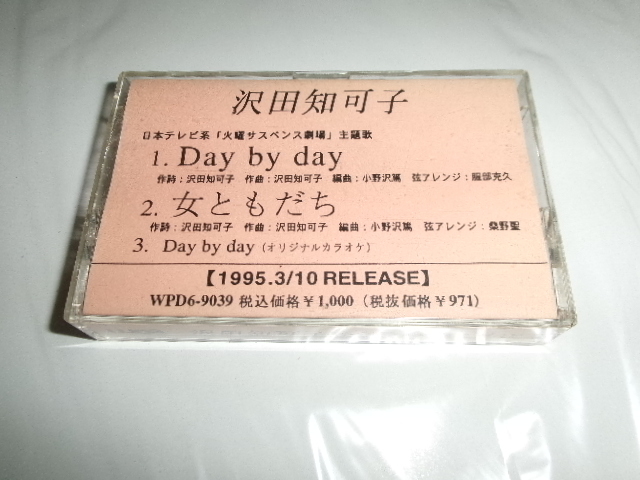 沢田知可子
日本テレビ系「火曜サスペンス劇場」主題歌
1. Day by day
作詩:沢田知可子 作曲:沢田知可子 編曲:小野沢篤 弦アレンジ:服部克久
2. 女ともだち
作詩:沢田知可子 作曲:沢田知可子 編曲:小野沢篤 弦アレンジ:桑野聖
3. Day by day (オリジナルカラオケ)
【1995.3/10 RELEASE】
WPD6-9039 税込価格¥1,000 (税抜価格¥971)